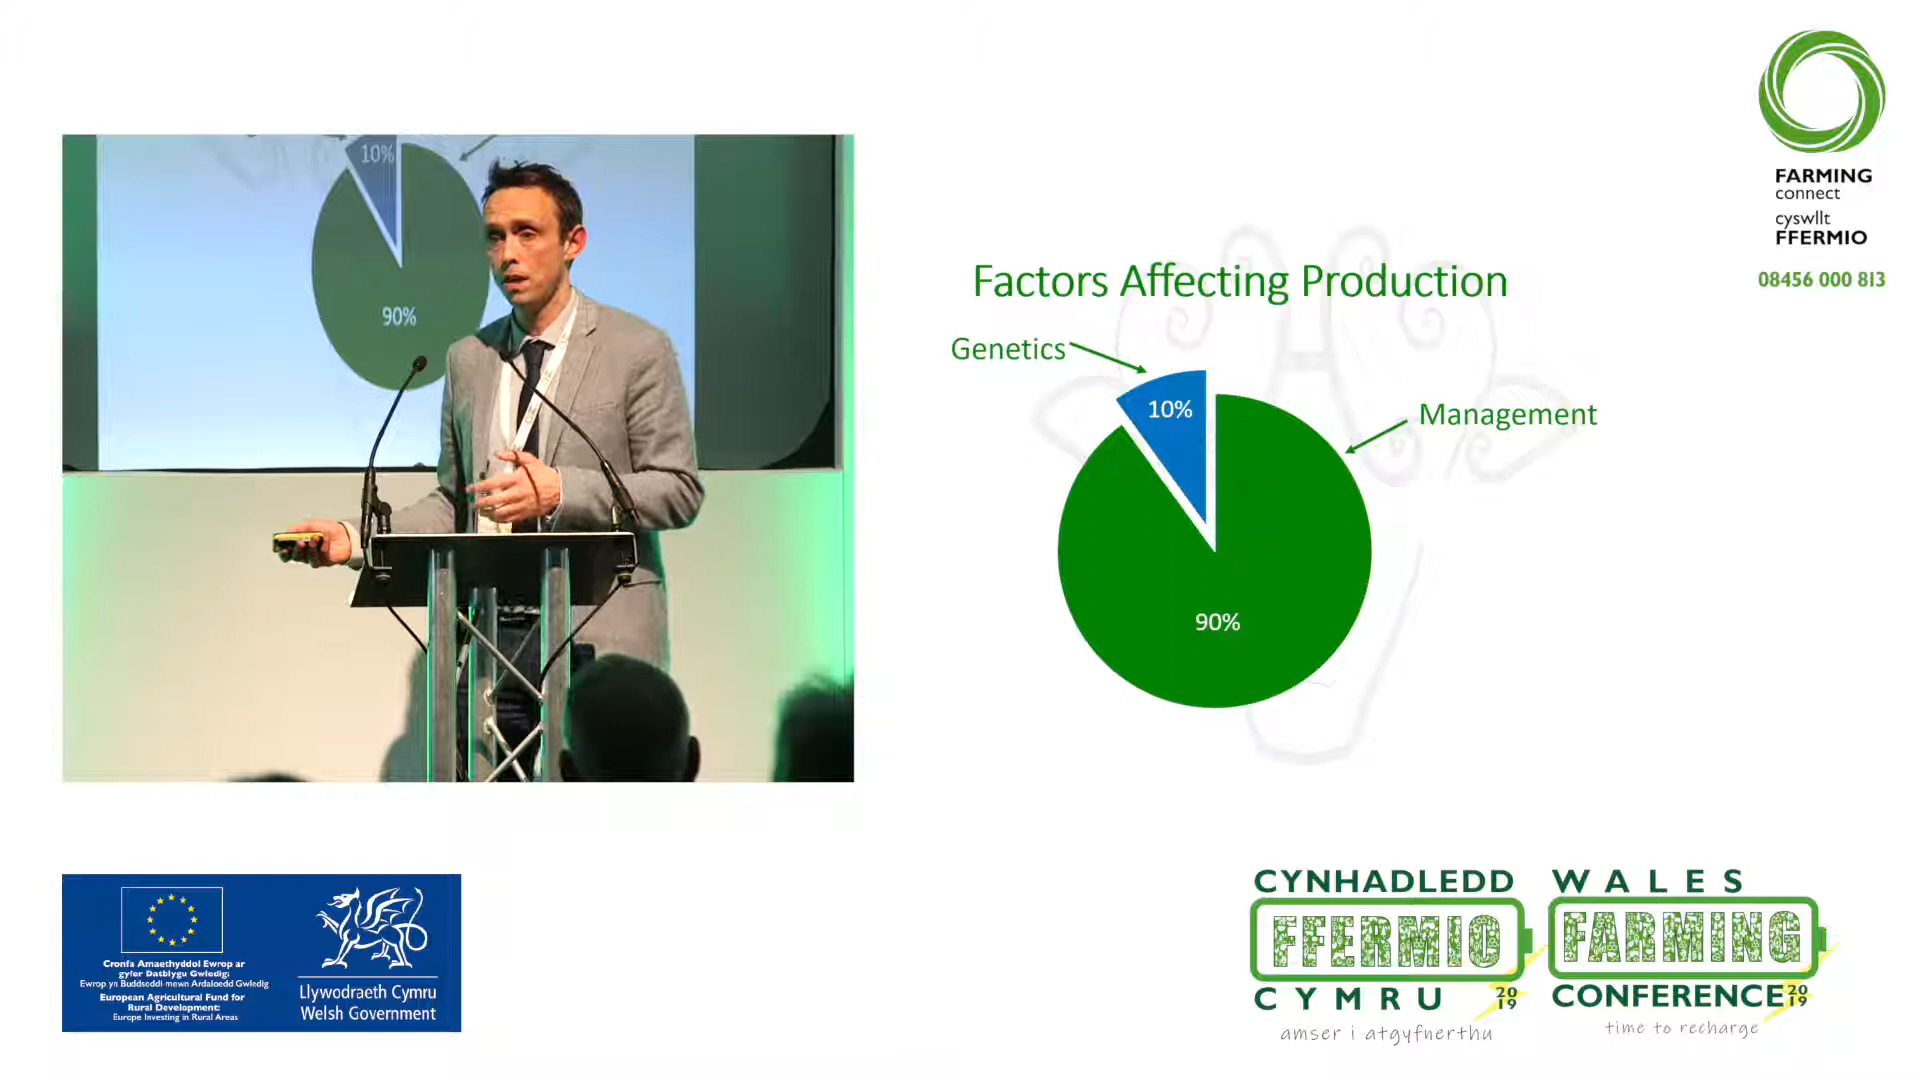 10%
90%
FARMING
connect
cyswllt
FFERMIO
08456 000 813
Factors Affecting Production
Genetics
10%
Management
90%
Cronfa Amaethyddol Ewrop ar
gyfer Datblygu Gwledig:
Ewrop yn Buddsoddi mewn Ardaloedd Gwledig
European Agricultural Fund for
Rural Development:
Europe Investing in Rural Areas
Llywodraeth Cymru
Welsh Government
CYNHADLEDD
FFERMIO
CYMRU 2019
amser i atgyfnerthu
WALES
FARMING
CONFERENCE 2019
time to recharge